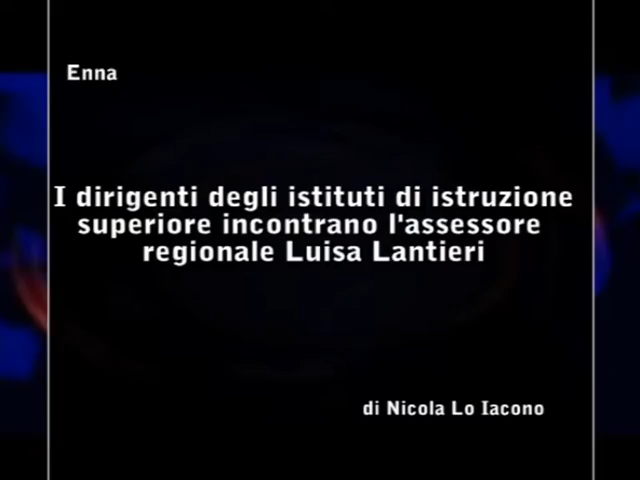 Enna
I dirigenti degli istituti di istruzione
superiore incontrano l'assessore
regionale Luisa Lantieri
di Nicola Lo Iacono